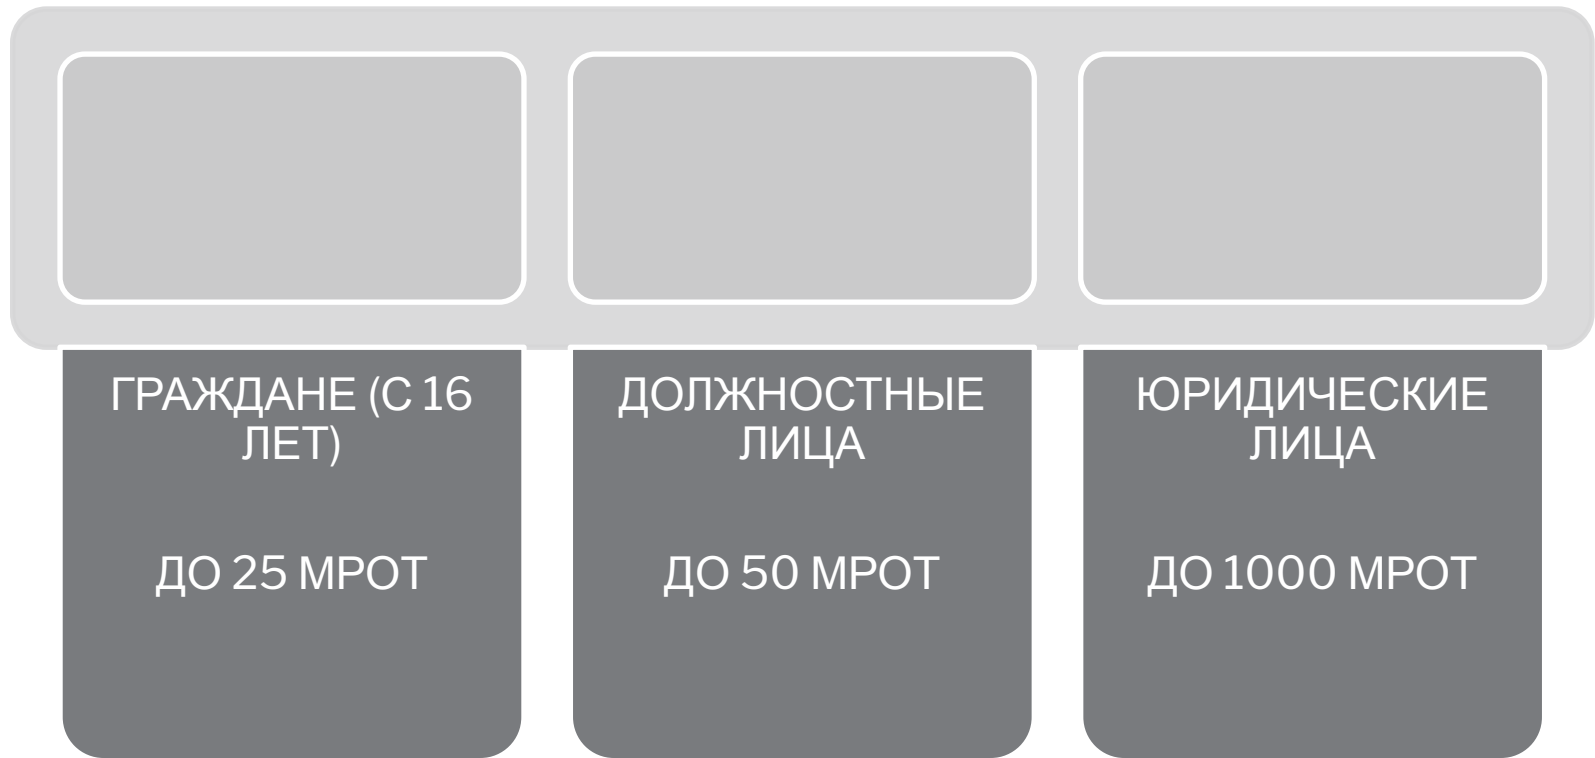 ГРАЖДАНЕ (С 16
ЛЕТ)
ДО 25 МРОТ
ДОЛЖНОСТНЫЕ
ЛИЦА
ДО 50 МРОТ
ЮРИДИЧЕСКИЕ
ЛИЦА
ДО 1000 МРОТ